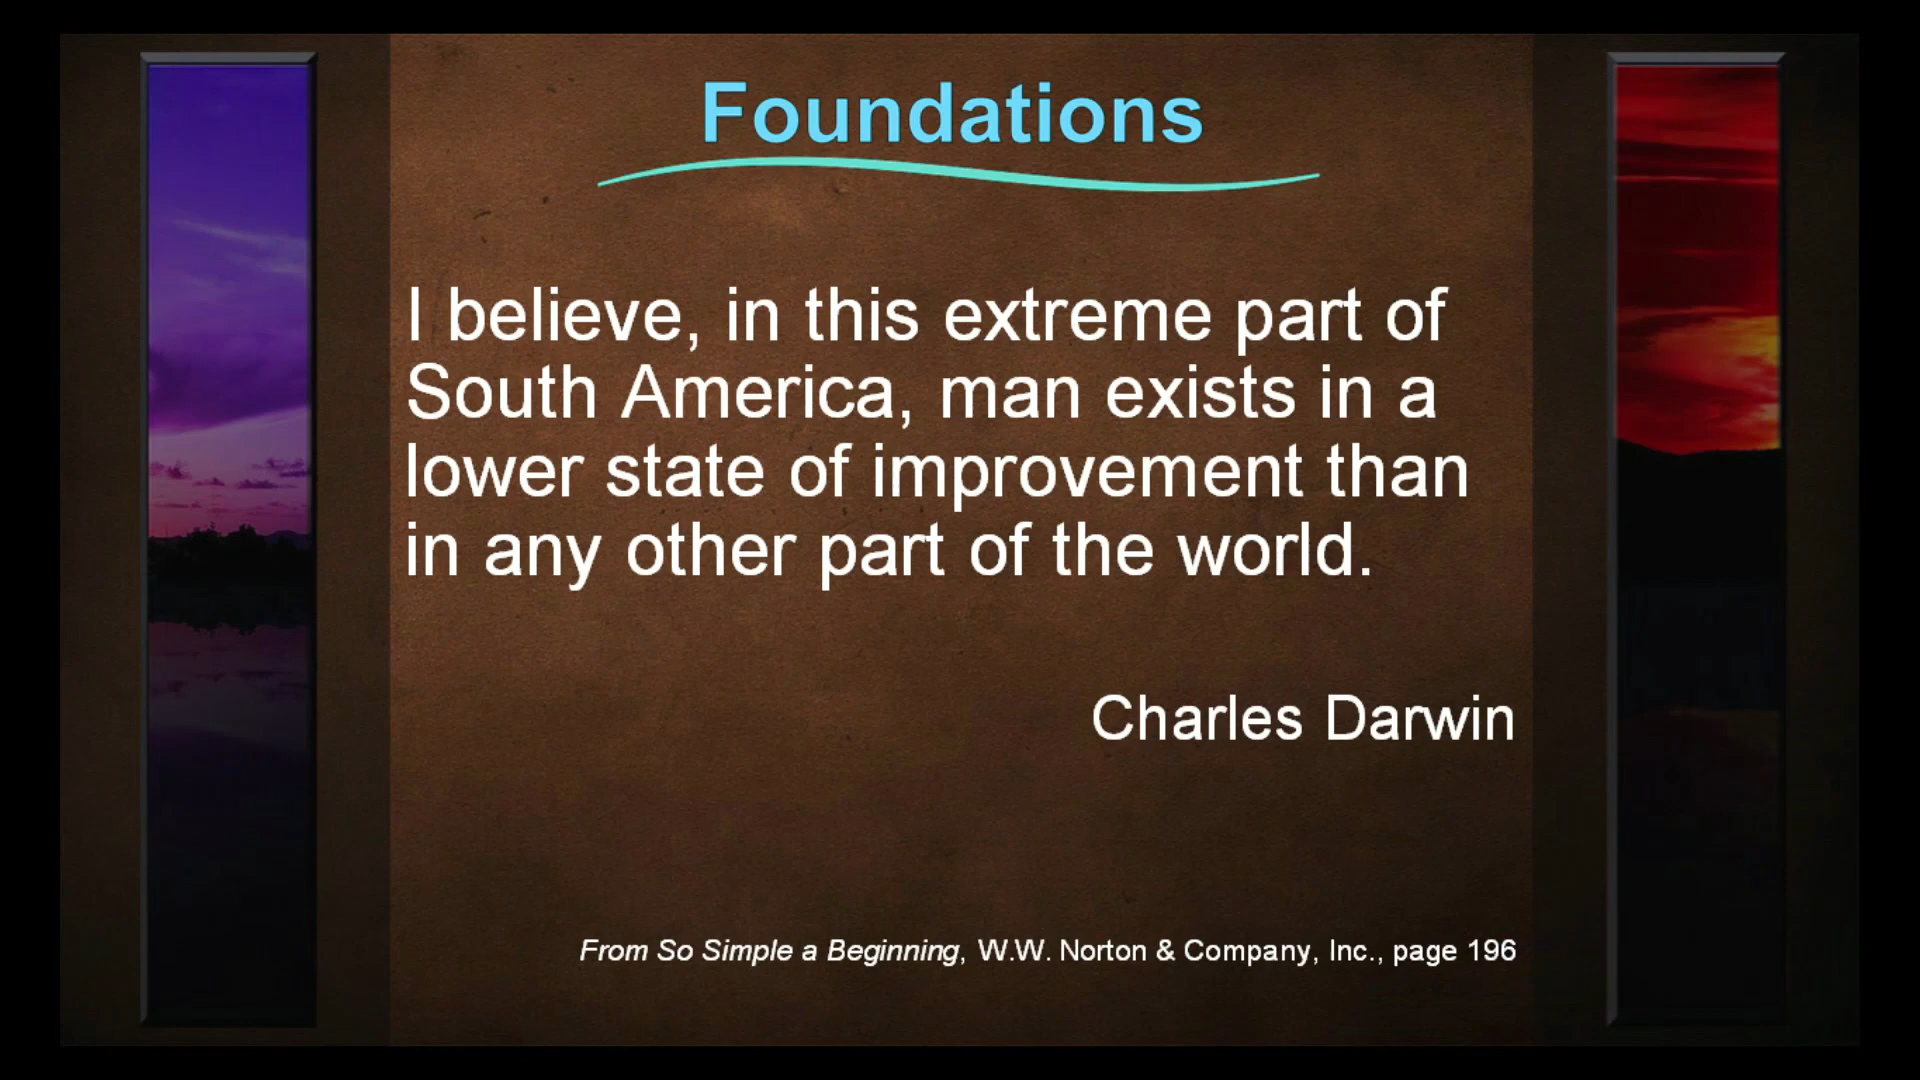 Foundations
I believe, in this extreme part of
South America, man exists in a
lower state of improvement than
in any other part of the world.
Charles Darwin
From So Simple a Beginning, W.W. Norton & Company, Inc., page 196